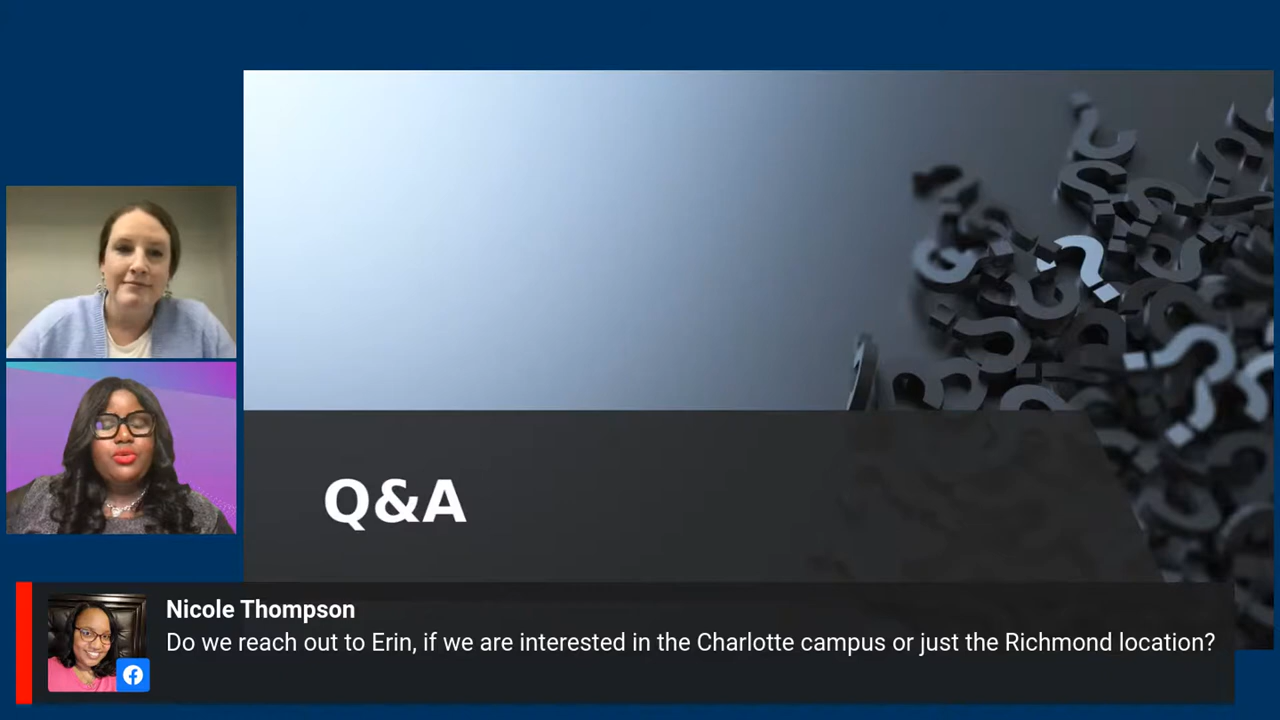 Q&A
Nicole Thompson
Do we reach out to Erin, if we are interested in the Charlotte campus or just the Richmond location?